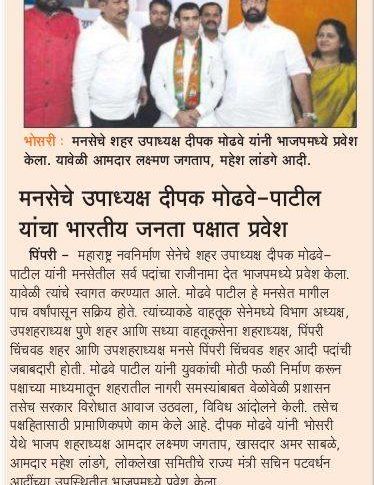 भोसरी : मनसेचे शहर उपाध्यक्ष दीपक मोढवे यांनी भाजपमध्ये प्रवेश
केला. यावेळी आमदार लक्ष्मण जगताप, महेश लांडगे आदी.
मनसेचे उपाध्यक्ष दीपक मोढवे-पाटील
यांचा भारतीय जनता पक्षात प्रवेश
पिंपरी - महाराष्ट्र नवनिर्माण सेनेचे शहर उपाध्यक्ष दीपक मोढवे-
पाटील यांनी मनसेतील सर्व पदांचा राजीनामा देत भाजपमध्ये प्रवेश केला.
यावेळी त्यांचे स्वागत करण्यात आले. मोढवे पाटील हे मनसेत मागील
पाच वर्षांपासून सक्रिय होते. त्यांच्याकडे वाहतूक सेनेमध्ये विभाग अध्यक्ष,
उपशहराध्यक्ष पुणे शहर आणि सध्या वाहतूकसेना शहराध्यक्ष, पिंपरी
चिंचवड शहर आणि उपशहराध्यक्ष मनसे पिंपरी चिंचवड शहर आदी पदांची
जबाबदारी होती. मोढवे पाटील यांनी युवकांची मोठी फळी निर्माण करून
पक्षाच्या माध्यमातून शहरातील नागरी समस्यांबाबत वेळोवेळी प्रशासन
तसेच सरकार विरोधात आवाज उठवला, विविध आंदोलने केली. तसेच
पक्षहितासाठी प्रामाणिकपणे काम केले आहे. दीपक मोढवे यांनी भोसरी
येथे भाजप शहराध्यक्ष आमदार लक्ष्मण जगताप, खासदार अमर साबळे,
आमदार महेश लांडगे, लोकलेखा समितीचे राज्य मंत्री सचिन पटवर्धन
आदींच्या उपस्थितीत भाजपमध्ये प्रवेश केला.